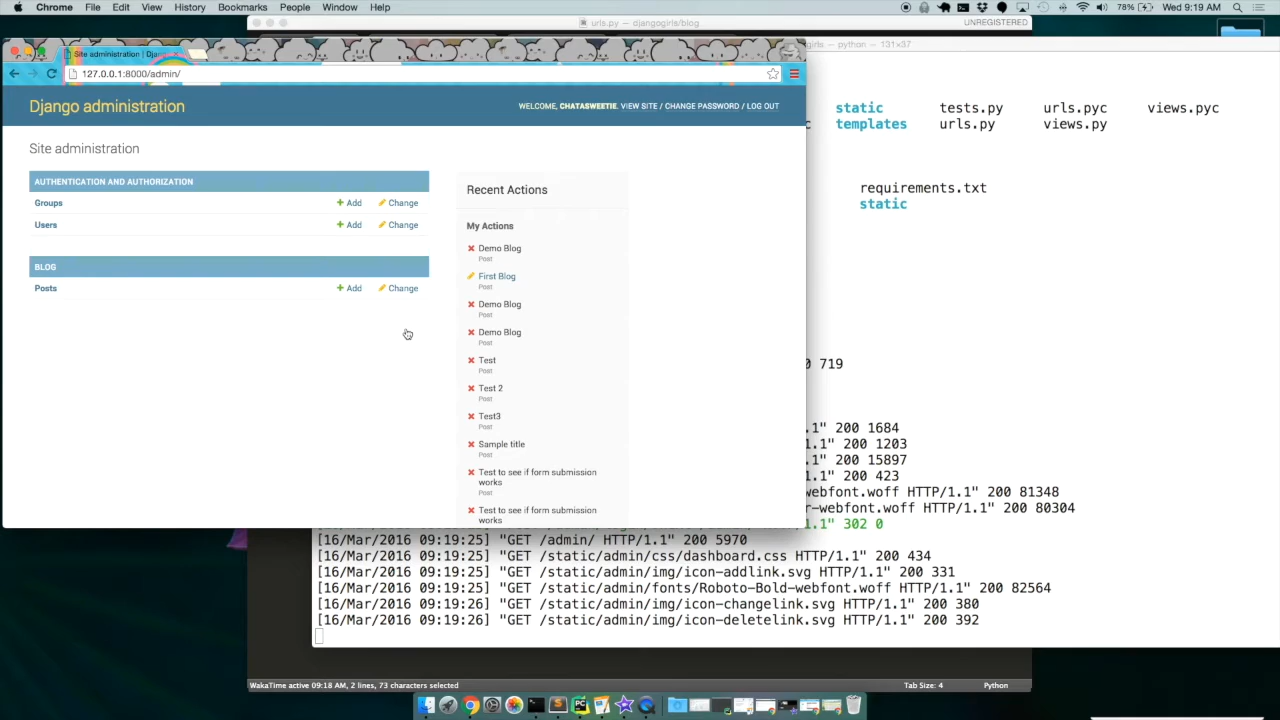 Chrome File Edit View History Bookmarks People Window Help
78% Wed 9:19 AM
urls.py — djangogirls/blog
UNREGISTERED
girls — python — 131×37
Site administration | Djan
127.0.0.1:8000/admin/
Django administration
WELCOME, CHATASWEETIE. VIEW SITE / CHANGE PASSWORD / LOG OUT
Site administration
AUTHENTICATION AND AUTHORIZATION
Groups Add Change
Users Add Change
BLOG
Posts Add Change
Recent Actions
My Actions
Demo Blog
Post
First Blog
Post
Demo Blog
Post
Demo Blog
Post
Test
Post
Test 2
Post
Test3
Post
Sample title
Post
Test to see if form submission
works
Post
Test to see if form submission
works
static tests.py urls.pyc views.pyc
c templates urls.py views.py
requirements.txt
static
0 719
.1" 200 1684
1.1" 200 1203
1.1" 200 15897
1.1" 200 423
webfont.woff HTTP/1.1" 200 81348
r-webfont.woff HTTP/1.1" 200 80304
1.1" 302 0
[16/Mar/2016 09:19:25] "GET /admin/ HTTP/1.1" 200 5970
[16/Mar/2016 09:19:25] "GET /static/admin/css/dashboard.css HTTP/1.1" 200 434
[16/Mar/2016 09:19:25] "GET /static/admin/img/icon-addlink.svg HTTP/1.1" 200 331
[16/Mar/2016 09:19:25] "GET /static/admin/fonts/Roboto-Bold-webfont.woff HTTP/1.1" 200 82564
[16/Mar/2016 09:19:26] "GET /static/admin/img/icon-changelink.svg HTTP/1.1" 200 380
[16/Mar/2016 09:19:26] "GET /static/admin/img/icon-deletelink.svg HTTP/1.1" 200 392
WakaTime active 09:18 AM, 2 lines, 73 characters selected
Tab Size: 4
Python